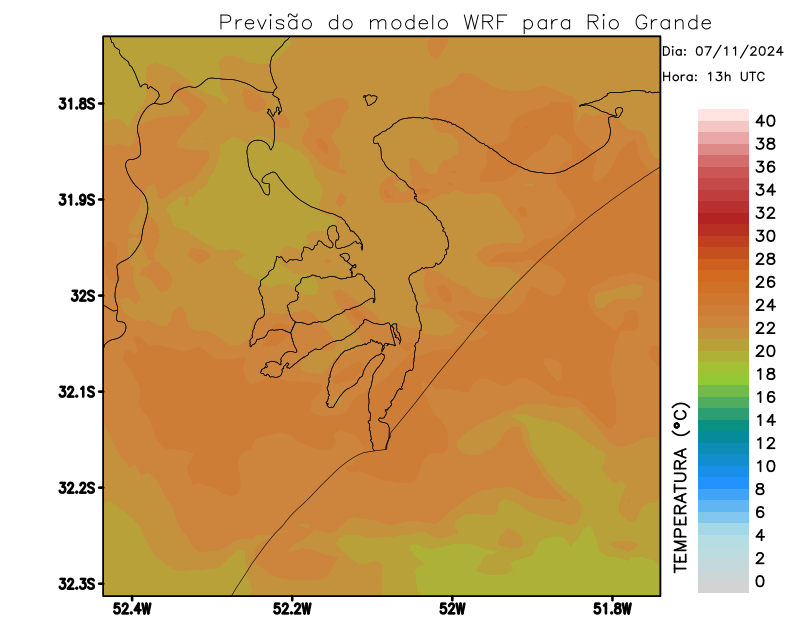 Previsão do modelo WRF para Rio Grande
Dia: 07/11/2024
Hora: 13h UTC
31.8S
31.9S
32S
32.1S
32.2S
32.3S
52.4W
52.2W
52W
51.8W
40
38
36
34
32
30
28
26
24
22
20
18
16
14
12
10
8
6
4
2
0
TEMPERATURA (°C)